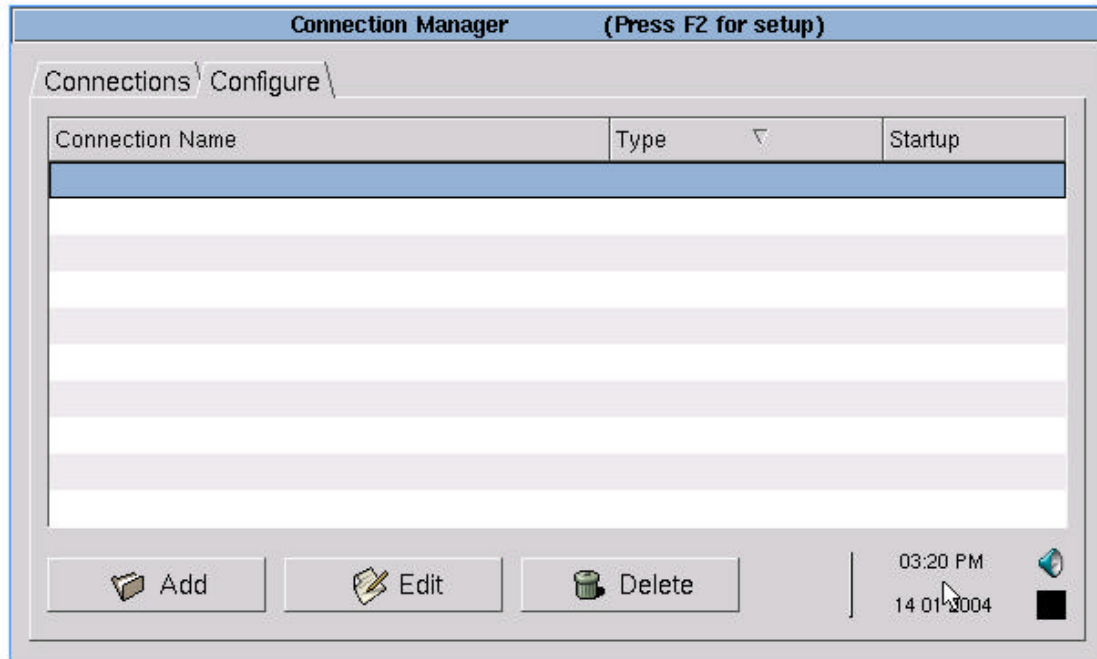 Connection Manager (Press F2 for setup)
Connections Configure
Connection Name Type Startup
Add Edit Delete
03:20 PM
14 01 2004